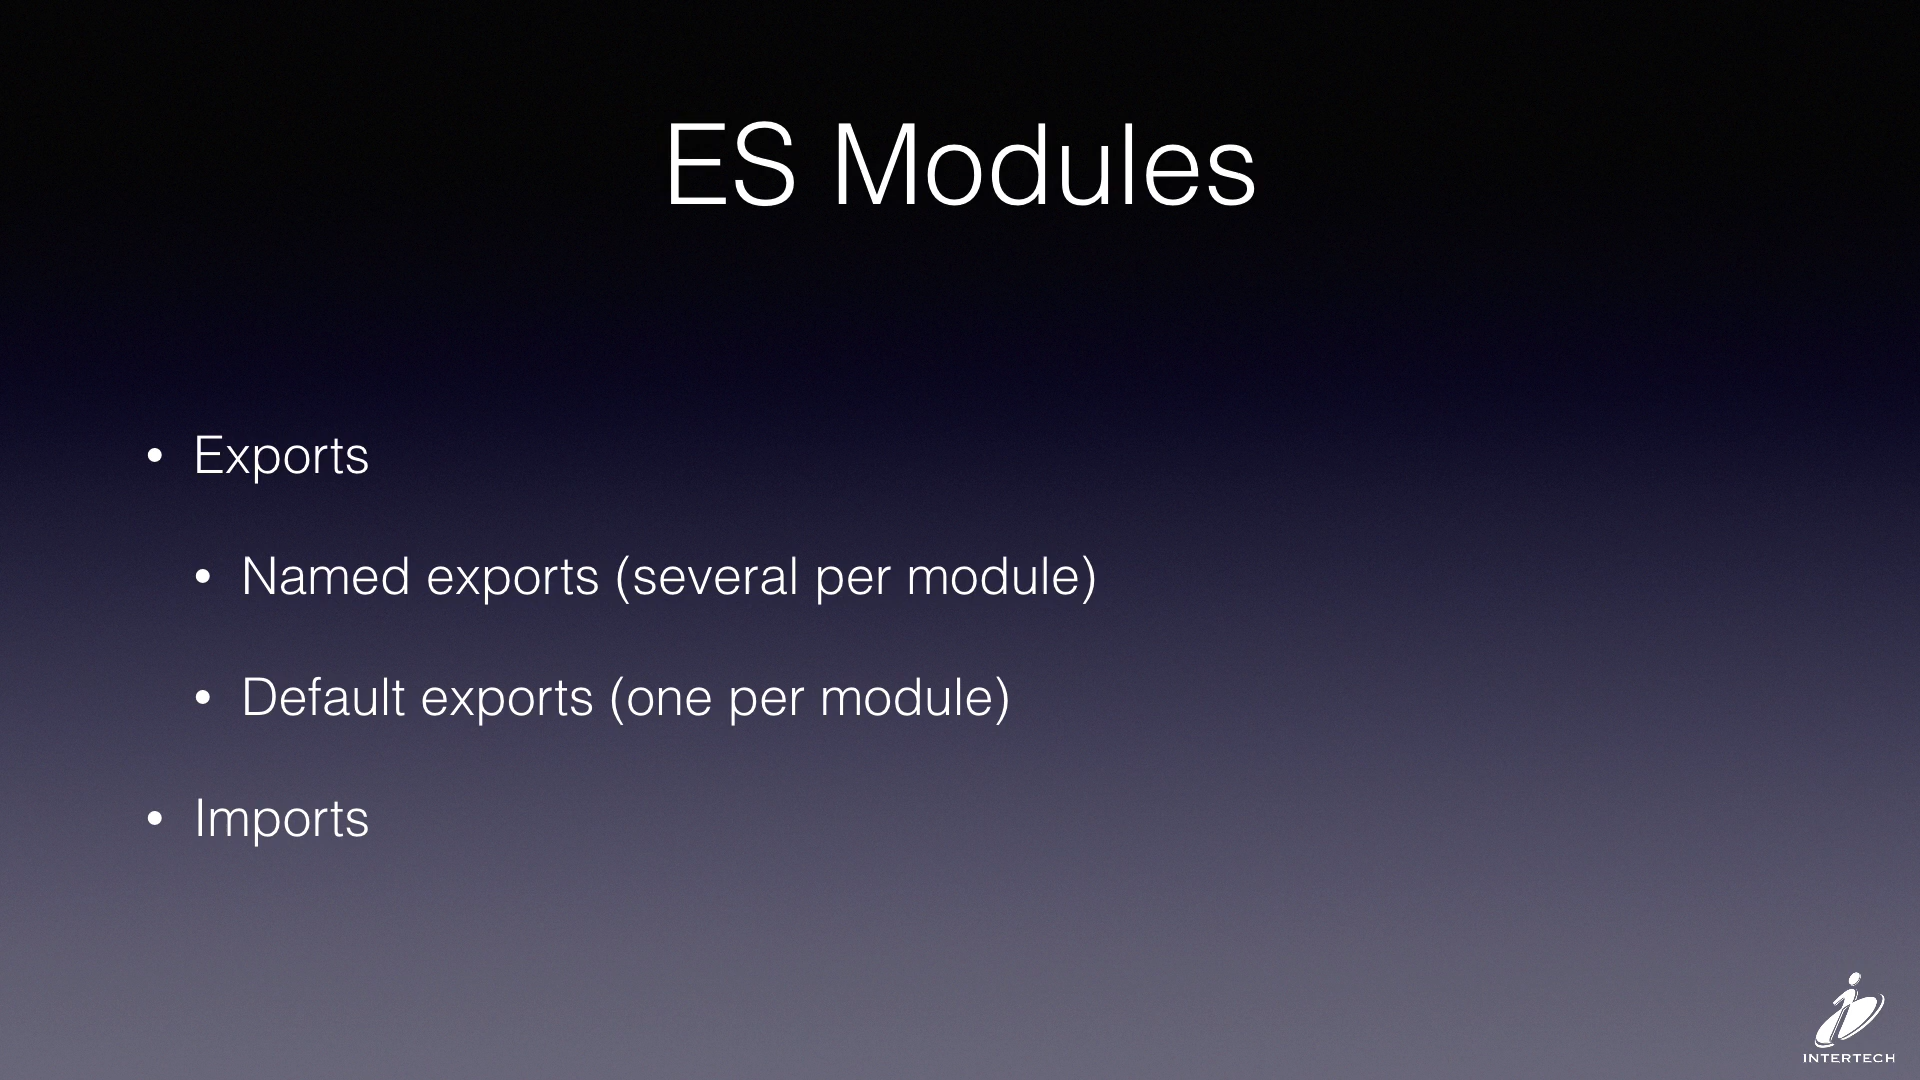 ES Modules
• Exports
• Named exports (several per module)
• Default exports (one per module)
• Imports
INTERTECH